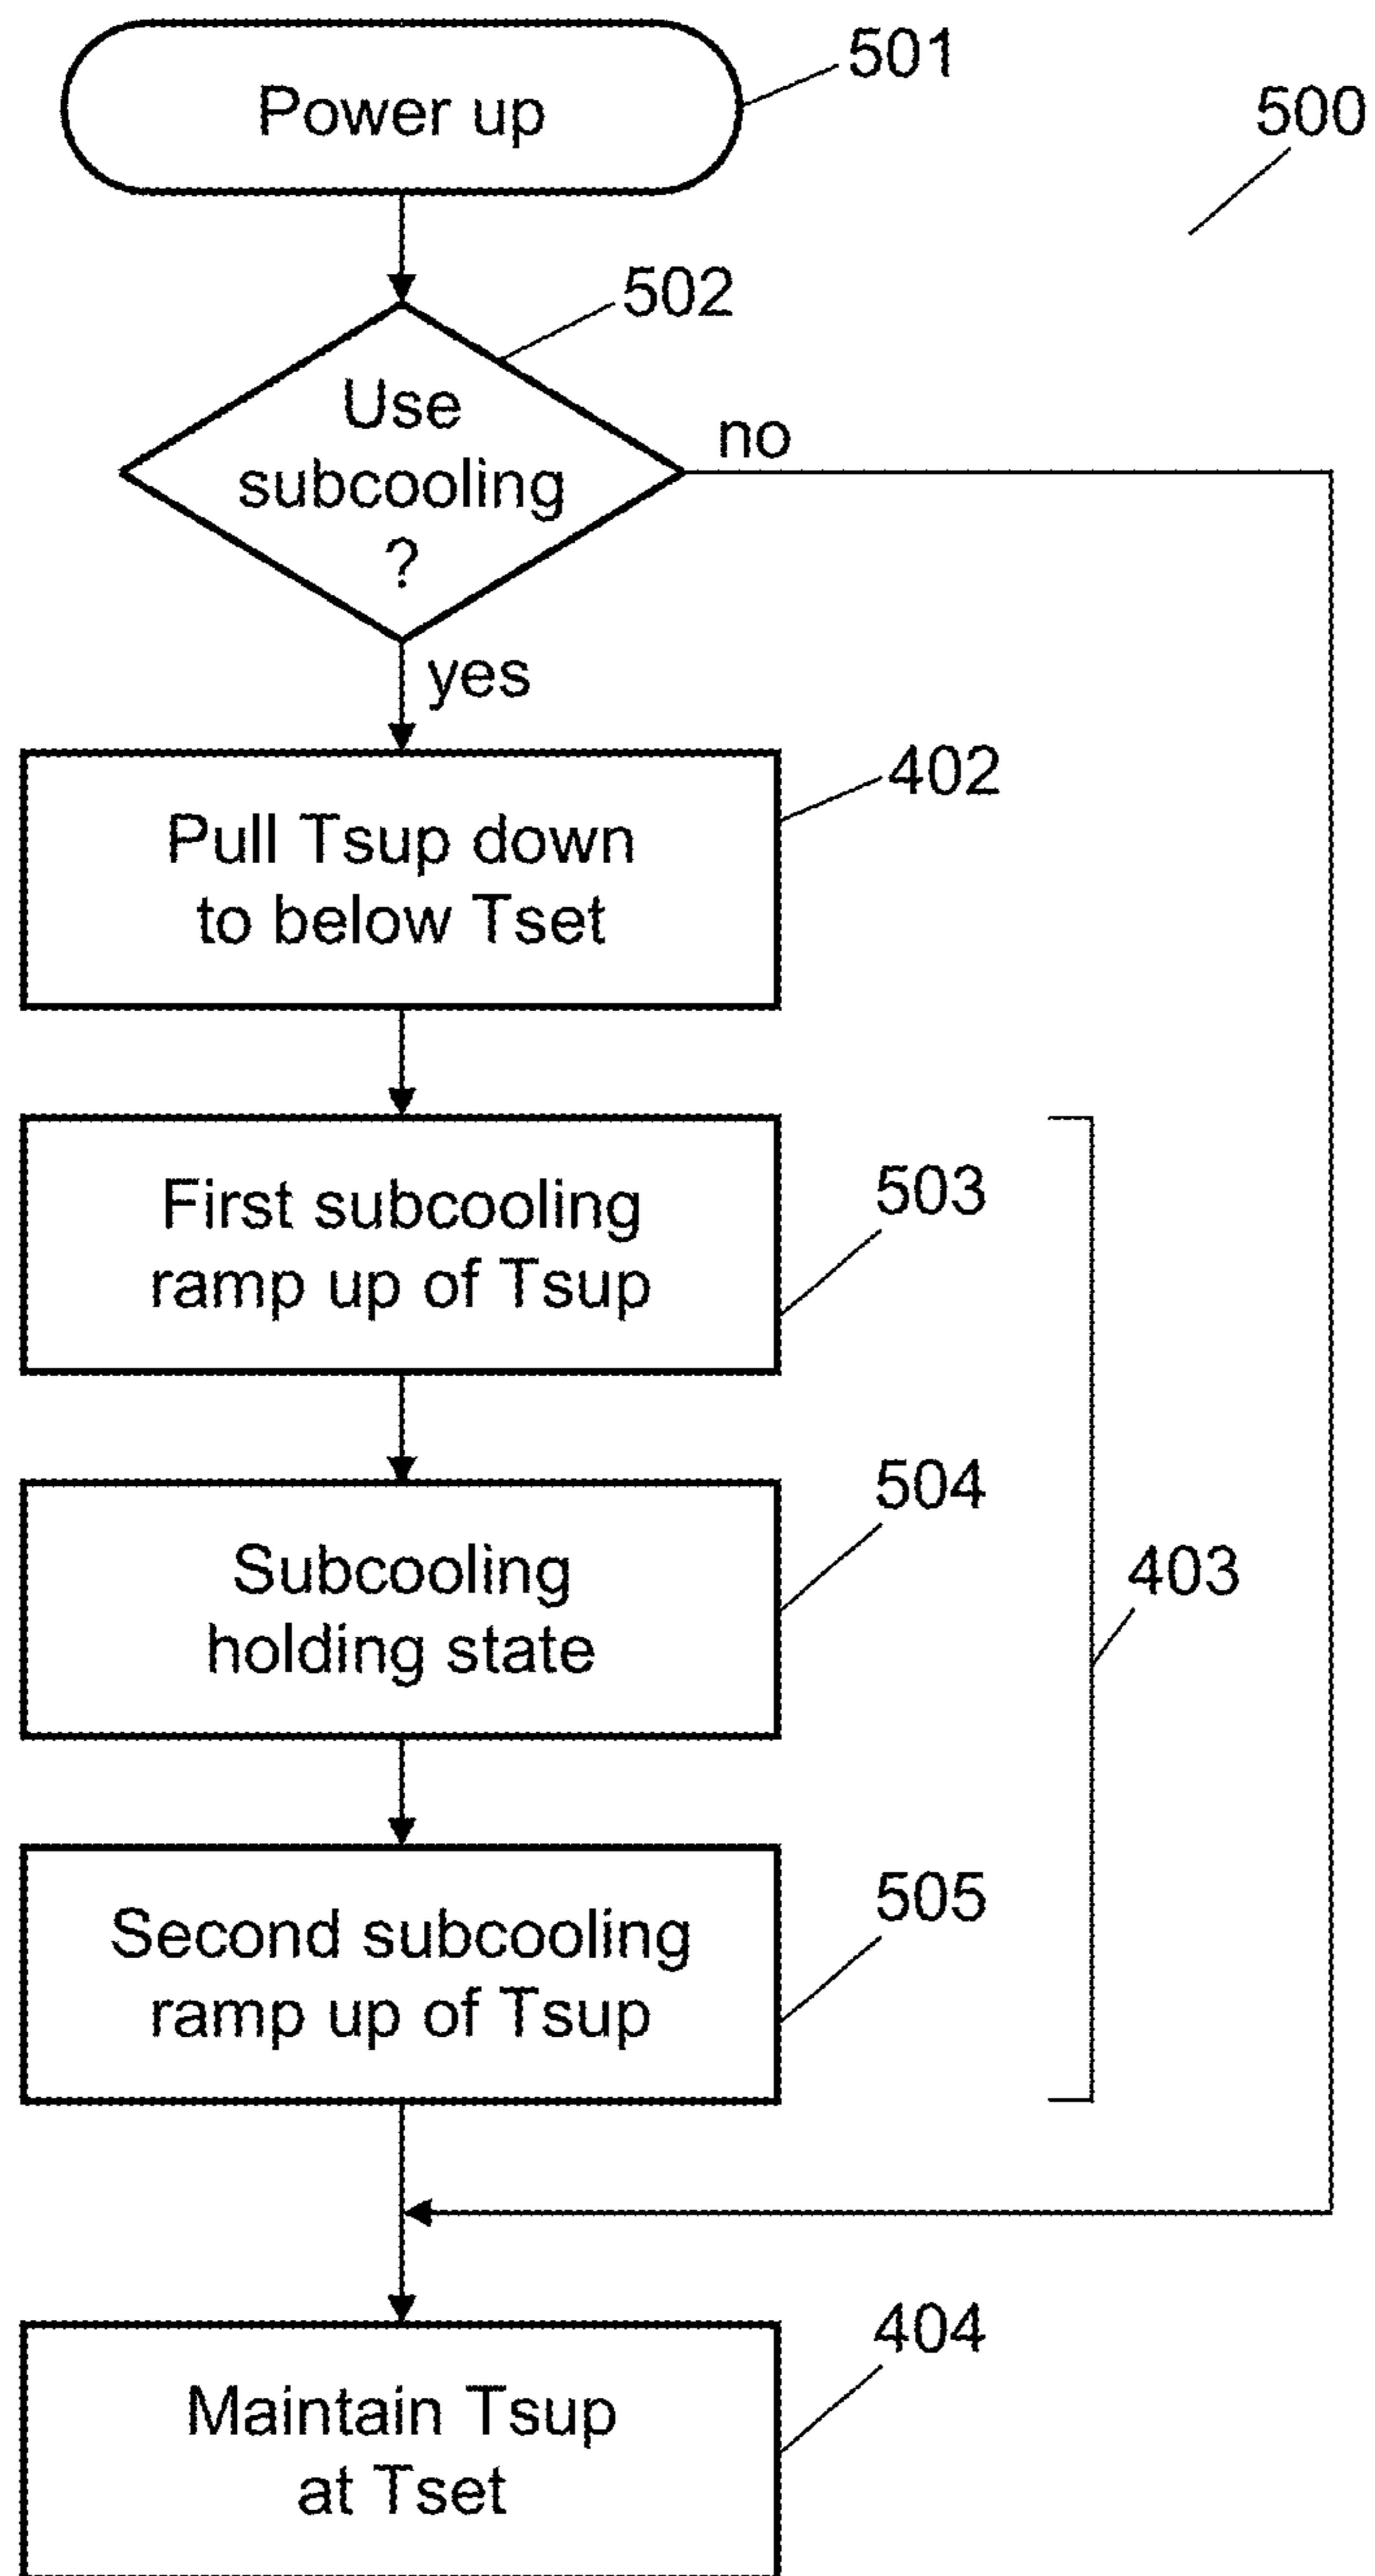 Power up
501
500
502
Use
subcooling
?
no
yes
402
Pull Tsup down
to below Tset
First subcooling
ramp up of Tsup
503
Subcooling
holding state
504
403
Second subcooling
ramp up of Tsup
505
Maintain Tsup
at Tset
404